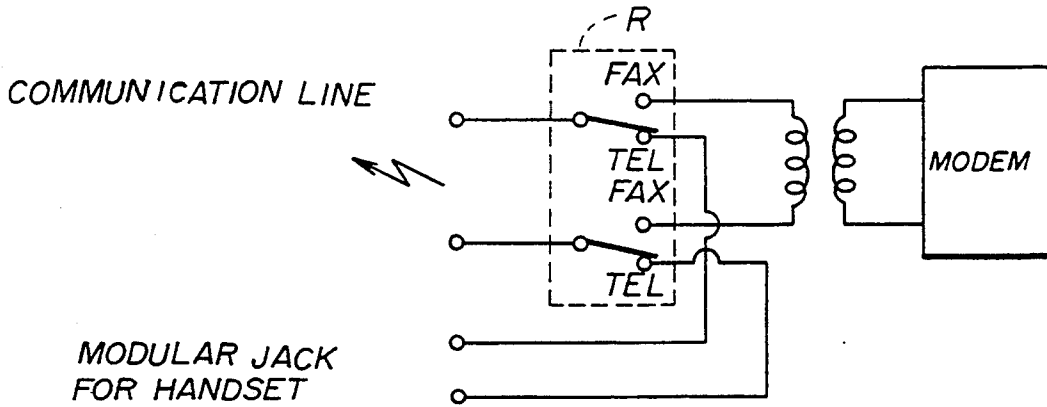 R
FAX
COMMUNICATION LINE
TEL
FAX
MODEM
TEL
MODULAR JACK
FOR HANDSET